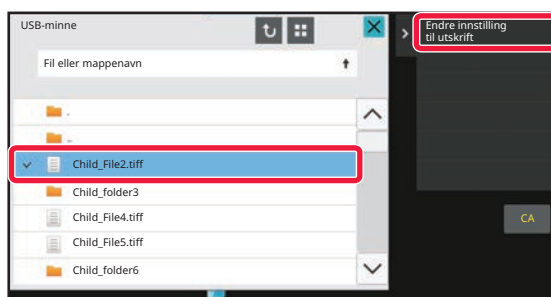 USB-minne
Endre innstilling
til utskrift
Fil eller mappenavn
.
..
Child_File2.tiff
Child_folder3
Child_File4.tiff
Child_File5.tiff
Child_folder6
CA